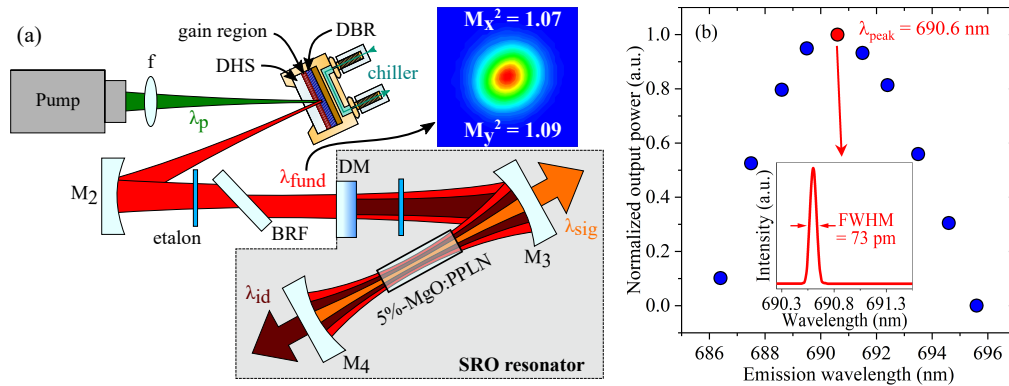 (a)
gain region
DBR
DHS
f
Pump
λp
chiller
Mx² = 1.07
My² = 1.09
λfund
DM
M2
etalon
BRF
M3
λsig
5%-MgO:PPLN
λid
M4
SRO resonator
(b)
λpeak = 690.6 nm
Normalized output power (a.u.)
1.0
0.8
0.6
0.4
0.2
0.0
Intensity (a.u.)
FWHM
= 73 pm
690.3 690.8 691.3
Wavelength (nm)
686 688 690 692 694 696
Emission wavelength (nm)